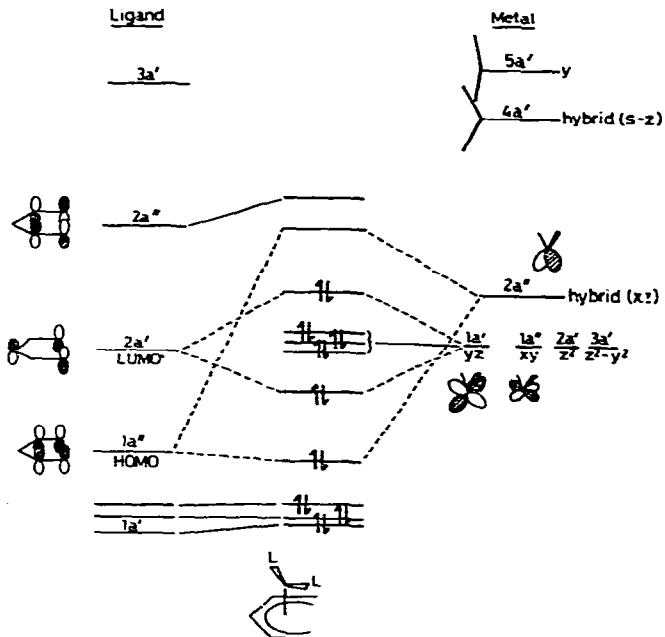 Ligand Metal
3a'
5a' y
4a' hybrid (s-z)
2a"
2a" hybrid (xz)
2a'
LUMO
1a' 1a" 2a' 3a'
yz xy z² z²-y²
1a"
HOMO
1a'
L
L